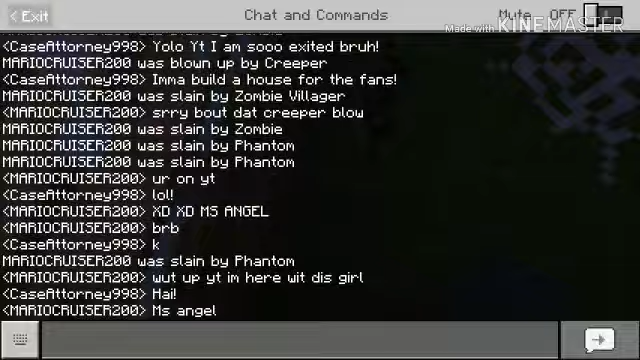 < Exit
Chat and Commands
Mute
OFF
Made with KINEMASTER
<CaseAttorney998> Yolo Yt I am sooo exited bruh!
MARIOCRUISER200 was blown up by Creeper
<CaseAttorney998> Imma build a house for the fans!
MARIOCRUISER200 was slain by Zombie Villager
<MARIOCRUISER200> srry bout dat creeper blow
MARIOCRUISER200 was slain by Zombie
MARIOCRUISER200 was slain by Phantom
MARIOCRUISER200 was slain by Phantom
<MARIOCRUISER200> ur on yt
<CaseAttorney998> lol!
<MARIOCRUISER200> XD XD MS ANGEL
<MARIOCRUISER200> brb
<CaseAttorney998> k
MARIOCRUISER200 was slain by Phantom
<MARIOCRUISER200> wut up yt im here wit dis girl
<CaseAttorney998> Hai!
<MARIOCRUISER200> Ms angel